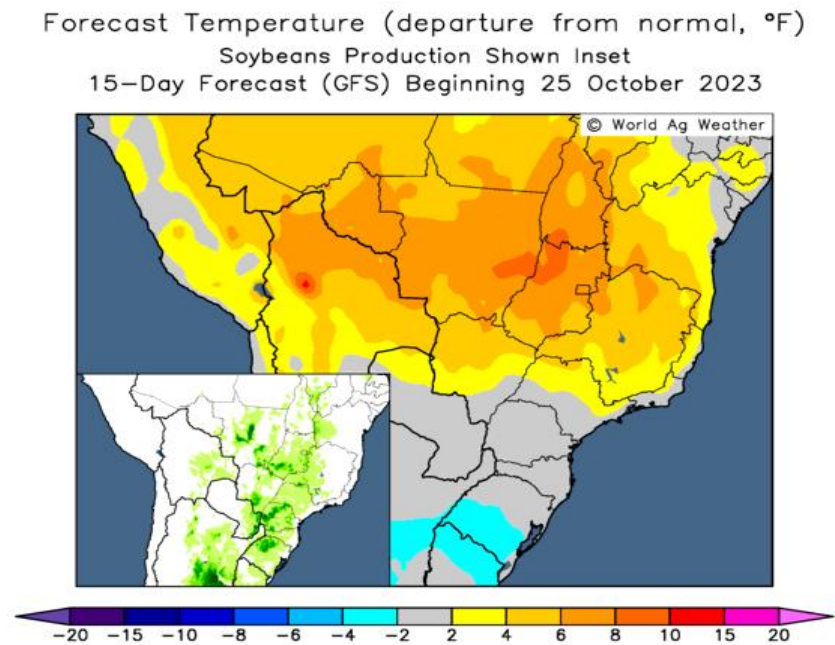 Forecast Temperature (departure from normal, °F)
Soybeans Production Shown Inset
15-Day Forecast (GFS) Beginning 25 October 2023
© World Ag Weather
-20 -15 -10 -8 -6 -4 -2 2 4 6 8 10 15 20